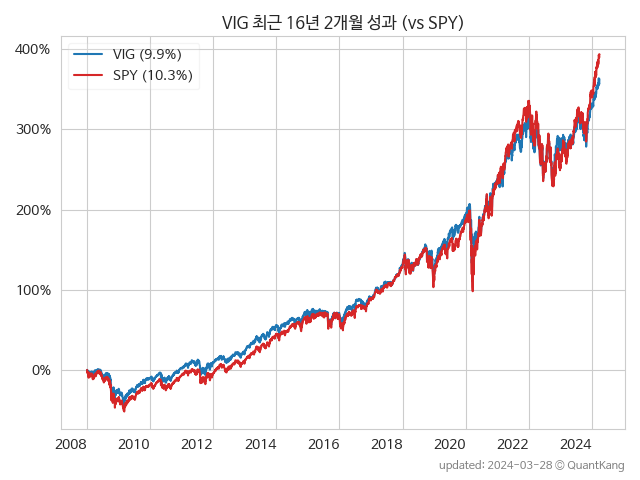 VIG 최근 16년 2개월 성과 (vs SPY)
VIG (9.9%)
SPY (10.3%)
400%
300%
200%
100%
0%
2008 2010 2012 2014 2016 2018 2020 2022 2024
updated: 2024-03-28 © QuantKang